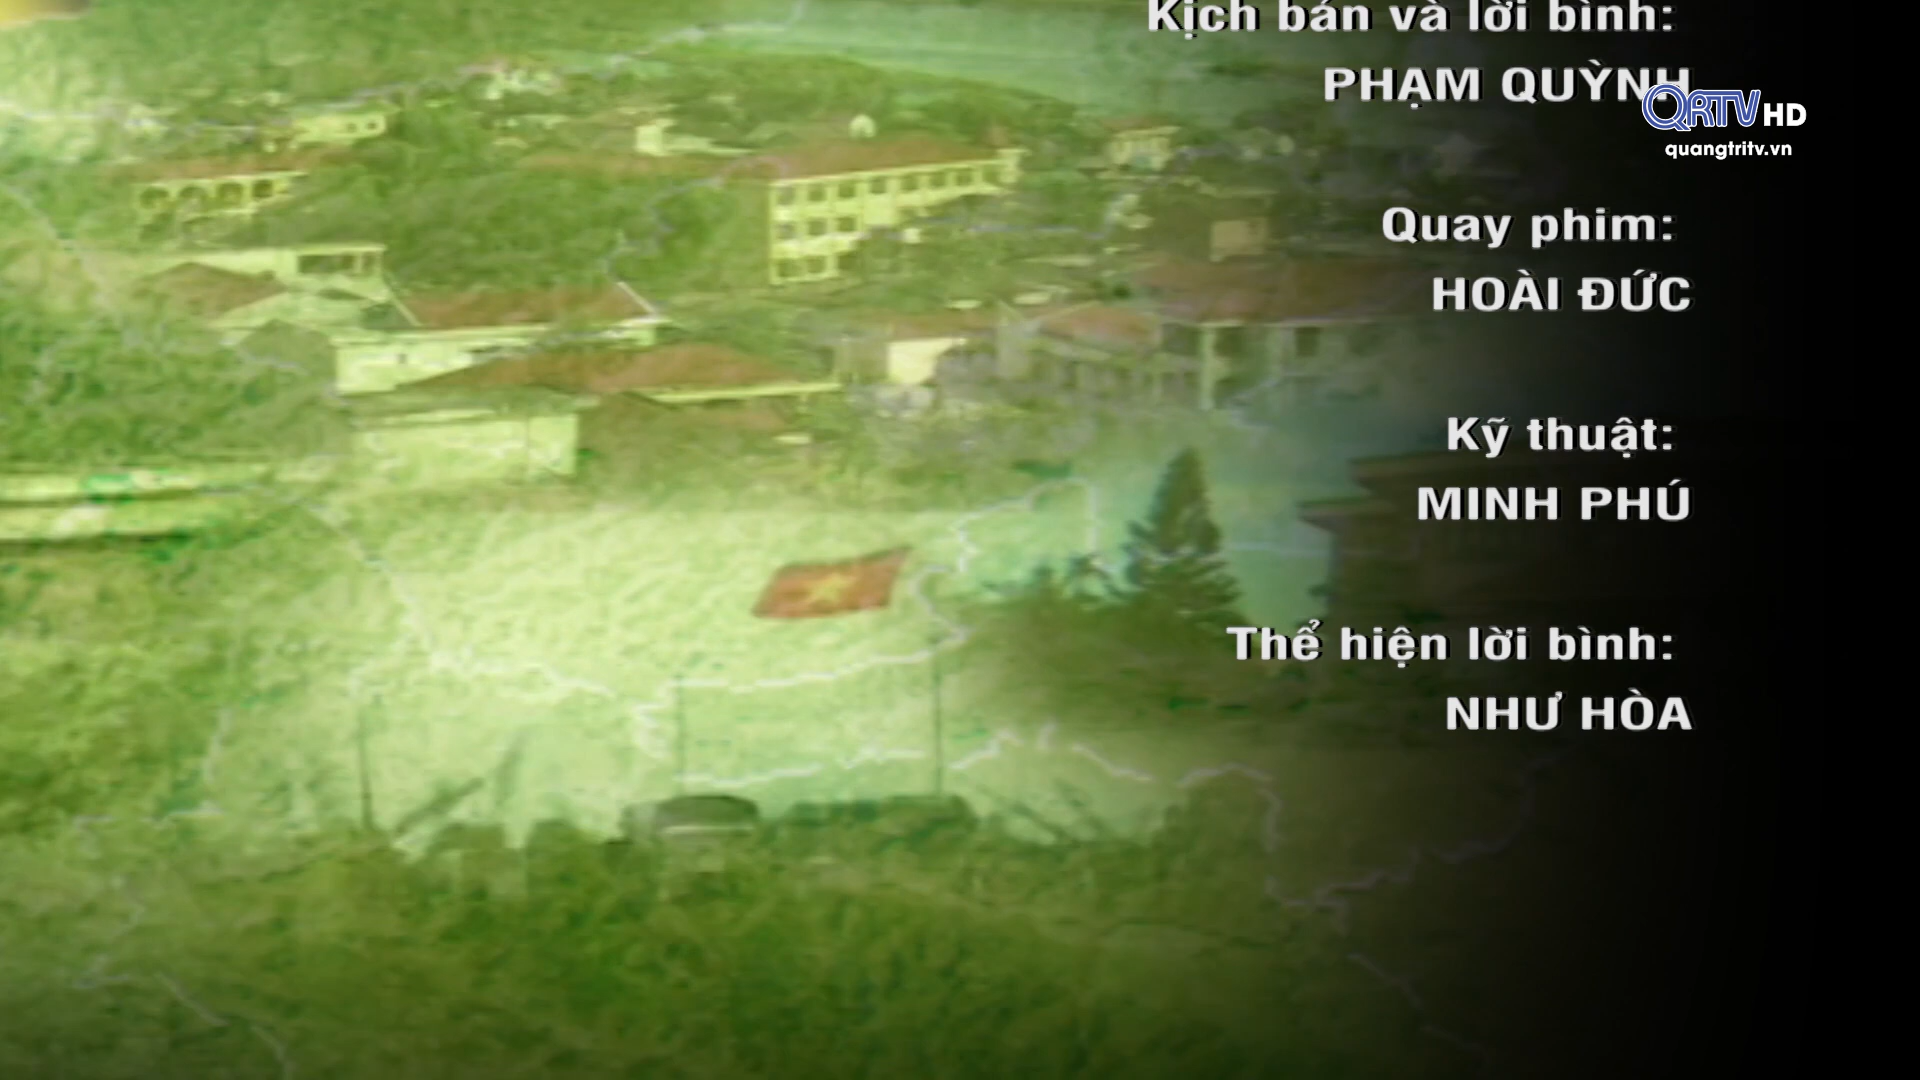 Kịch bản và lời bình:
PHẠM QUỲNH
QRTV HD
quangtritv.vn
Quay phim:
HOÀI ĐỨC
Kỹ thuật:
MINH PHÚ
Thể hiện lời bình:
NHƯ HÒA